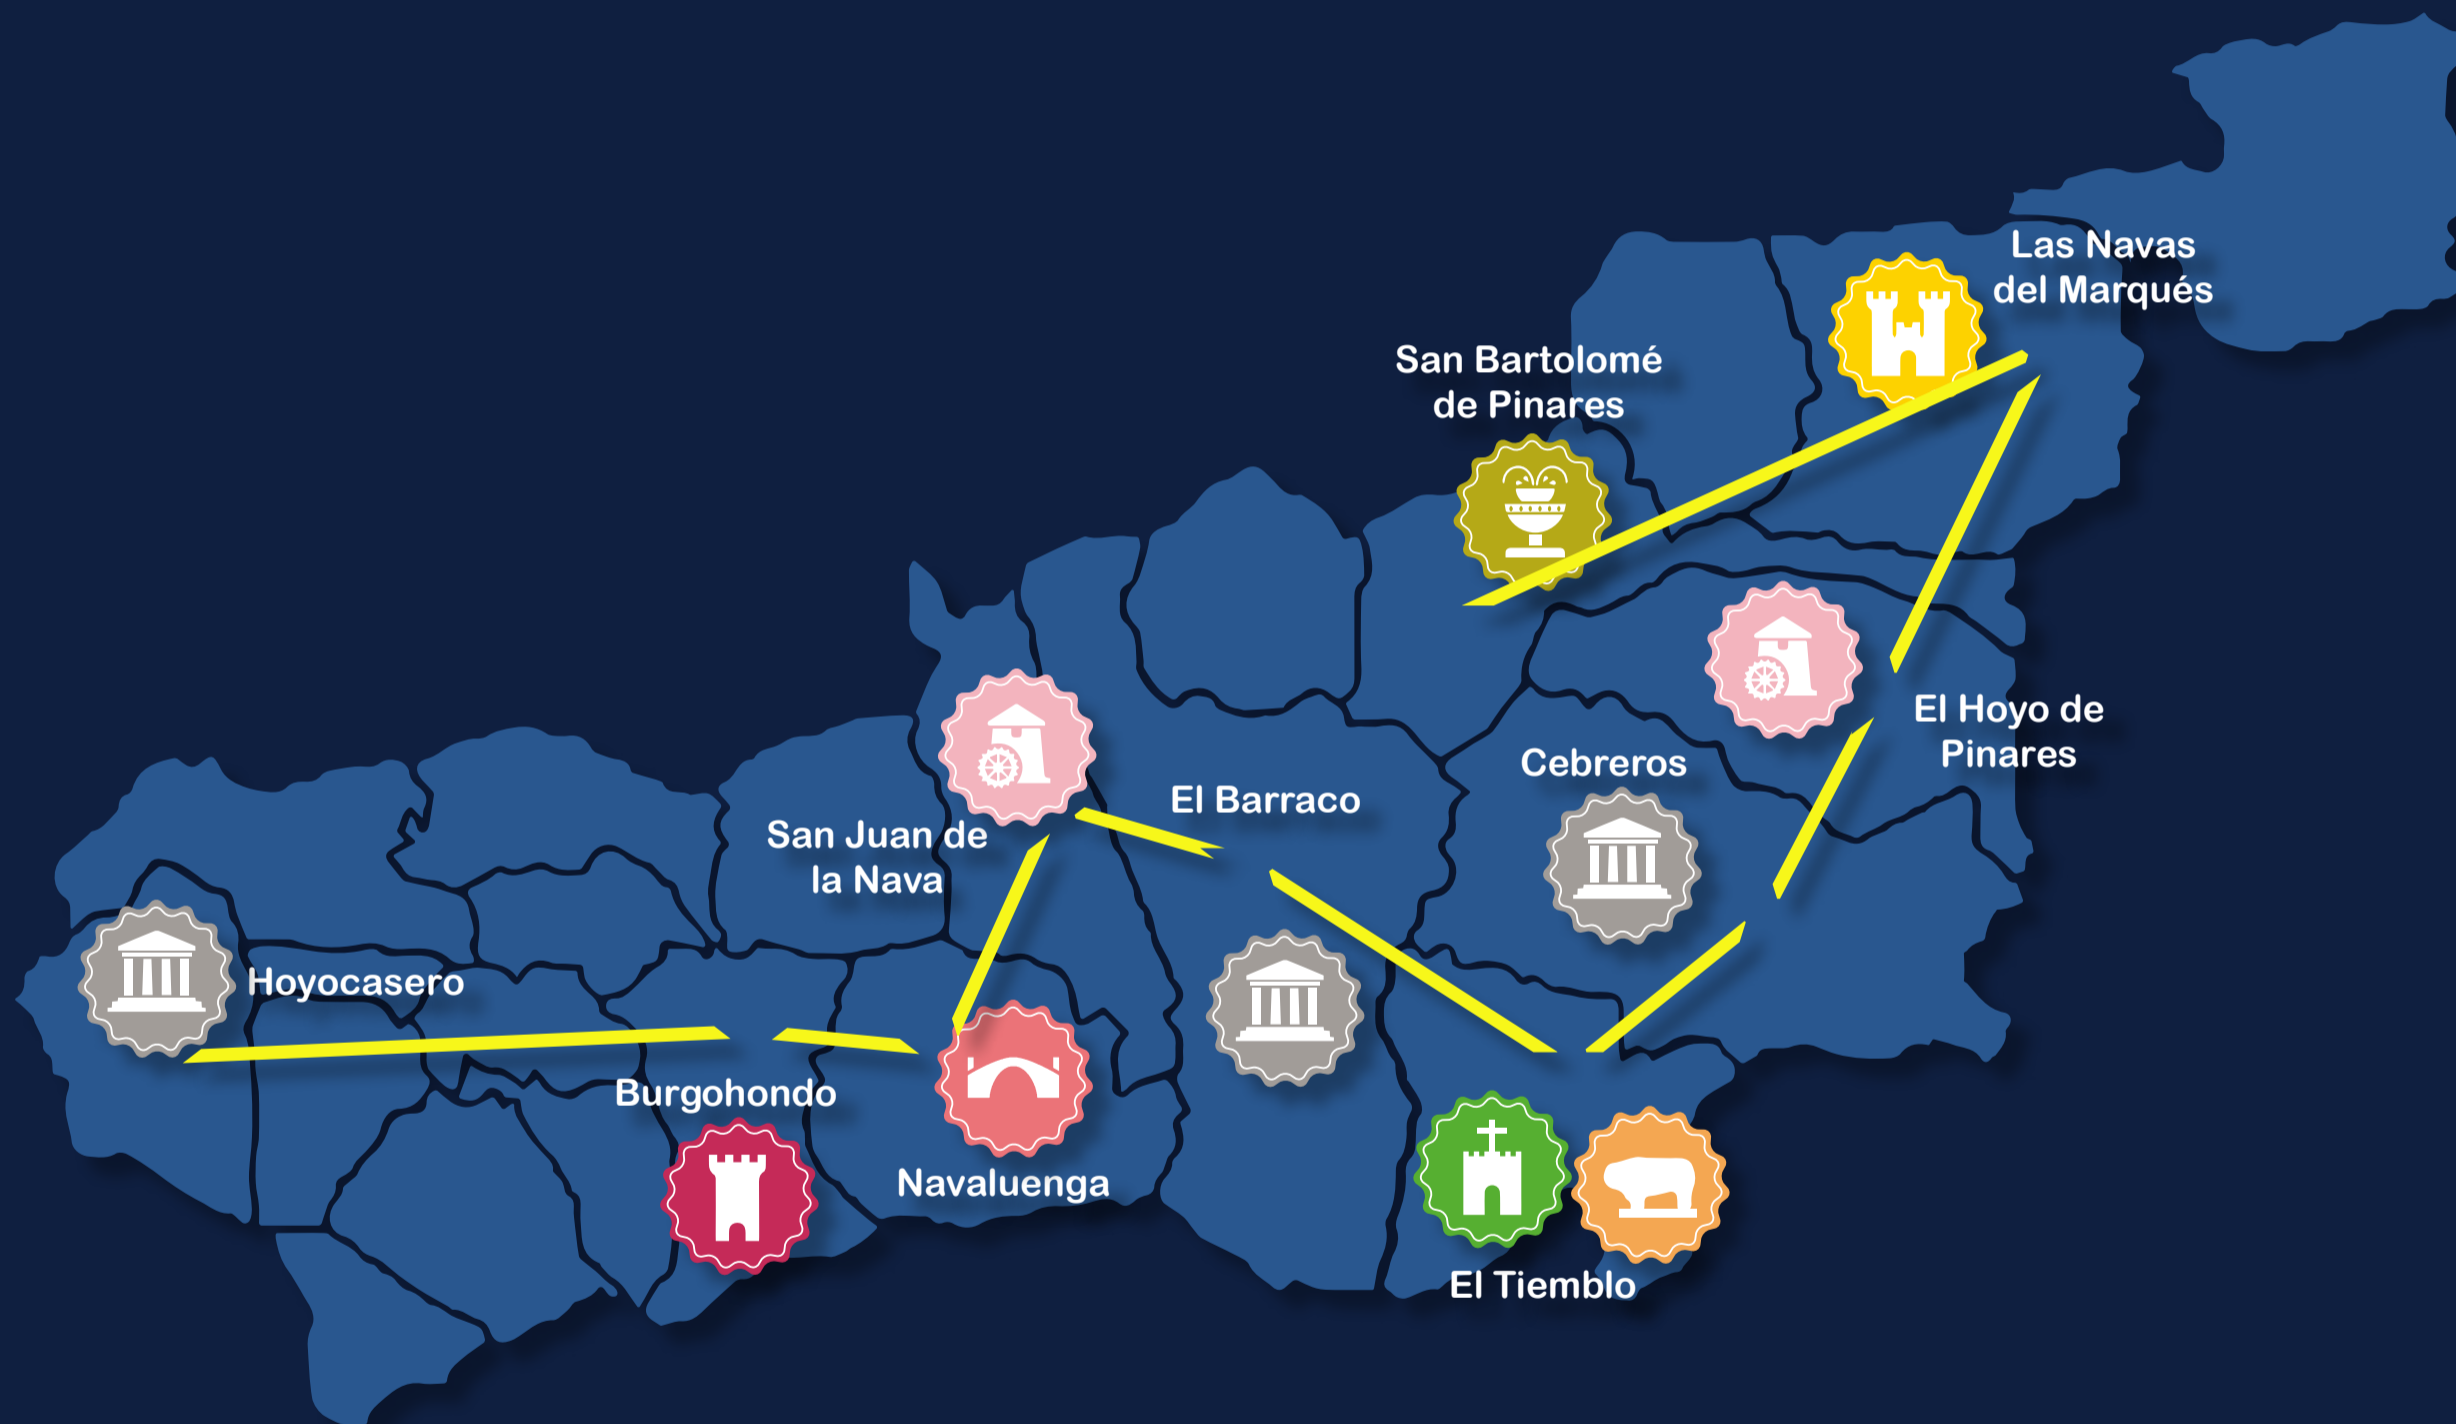 Las Navas
del Marqués
San Bartolomé
de Pinares
El Hoyo de
Pinares
Cebreros
El Barraco
San Juan de
la Nava
Hoyocasero
Burgohondo
Navaluenga
El Tiemblo